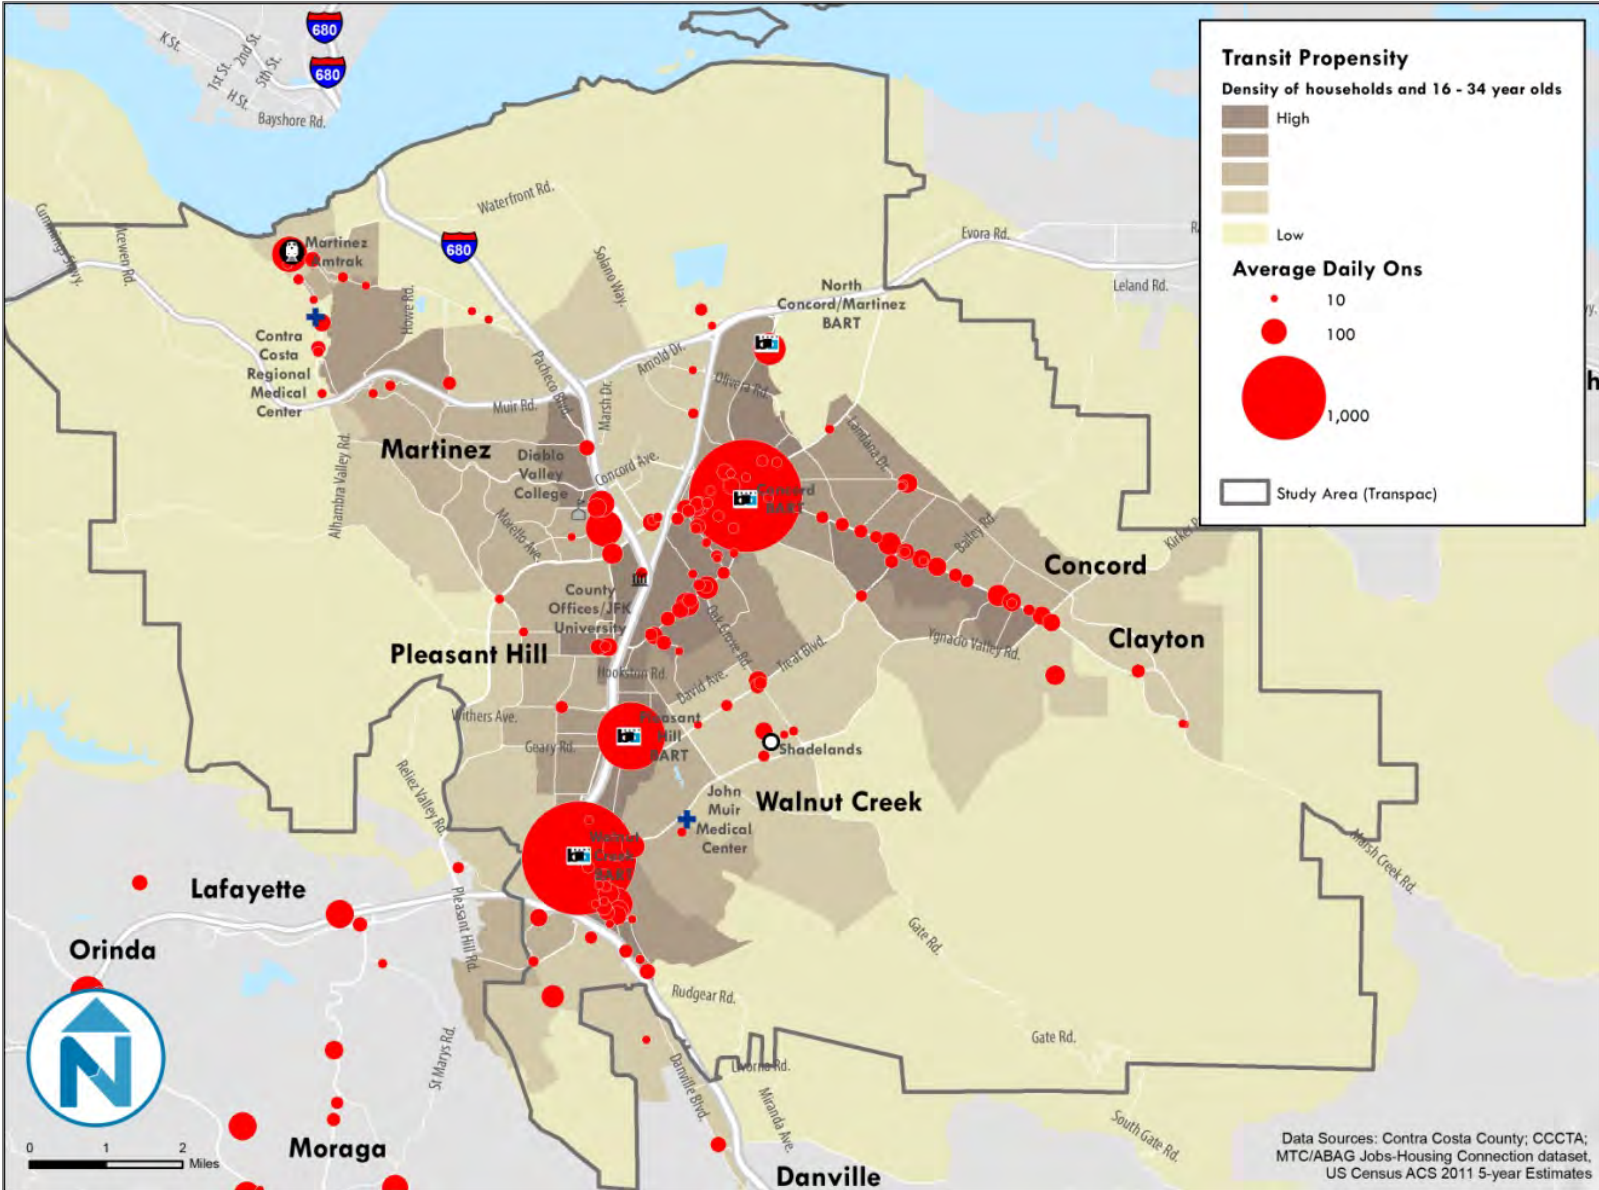 680
680
K St.
2nd St.
1st St.
5th St.
H St.
Bayshore Rd.
Transit Propensity
Density of households and 16 - 34 year olds
High
Low
Average Daily Ons
10
100
1,000
Study Area (Transpac)
Waterfront Rd.
680
Evora Rd.
Leland Rd.
Solano Way.
Martinez
Amtrak
Howe Rd.
North
Concord/Martinez
BART
Contra
Costa
Regional
Medical
Center
Pacheco Blvd.
Arnold Dr.
Olivera Rd.
Marsh Dr.
Muir Rd.
Landana Dr.
Alhambra Valley Rd.
Martinez
Diablo
Valley
College
Concord Ave.
Concord
BART
Morello Ave.
Bailey Rd.
Concord
County
Offices/JFK
University
Oak Grove Rd.
Treat Blvd.
Ygnacio Valley Rd.
Clayton
Pleasant Hill
Hookston Rd.
David Ave.
Withers Ave.
Geary Rd.
Pleasant
Hill
BART
Shadelands
Reliez Valley Rd.
John
Muir
Medical
Center
Walnut Creek
Walnut
Creek
BART
Marsh Creek Rd.
Lafayette
Pleasant Hill Rd.
Orinda
Gate Rd.
Rudgear Rd.
Gate Rd.
N
St Marys Rd.
Livorna Rd.
Danville Blvd.
Miranda Ave.
South Gate Rd.
Moraga
Danville
0 1 2
Miles
Data Sources: Contra Costa County; CCCTA;
MTC/ABAG Jobs-Housing Connection dataset,
US Census ACS 2011 5-year Estimates